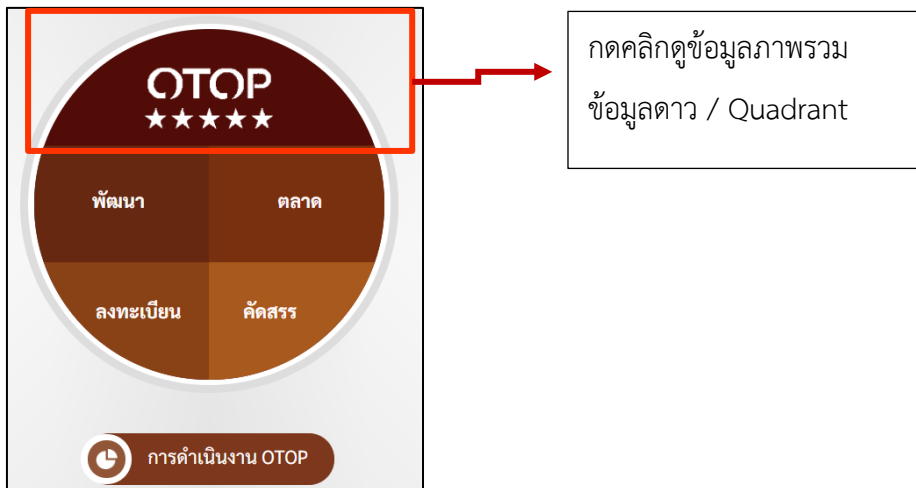 OTOP
★★★★★
พัฒนา
ตลาด
ลงทะเบียน
คัดสรร
การดำเนินงาน OTOP
กดคลิกดูข้อมูลภาพรวม
ข้อมูลดาว / Quadrant